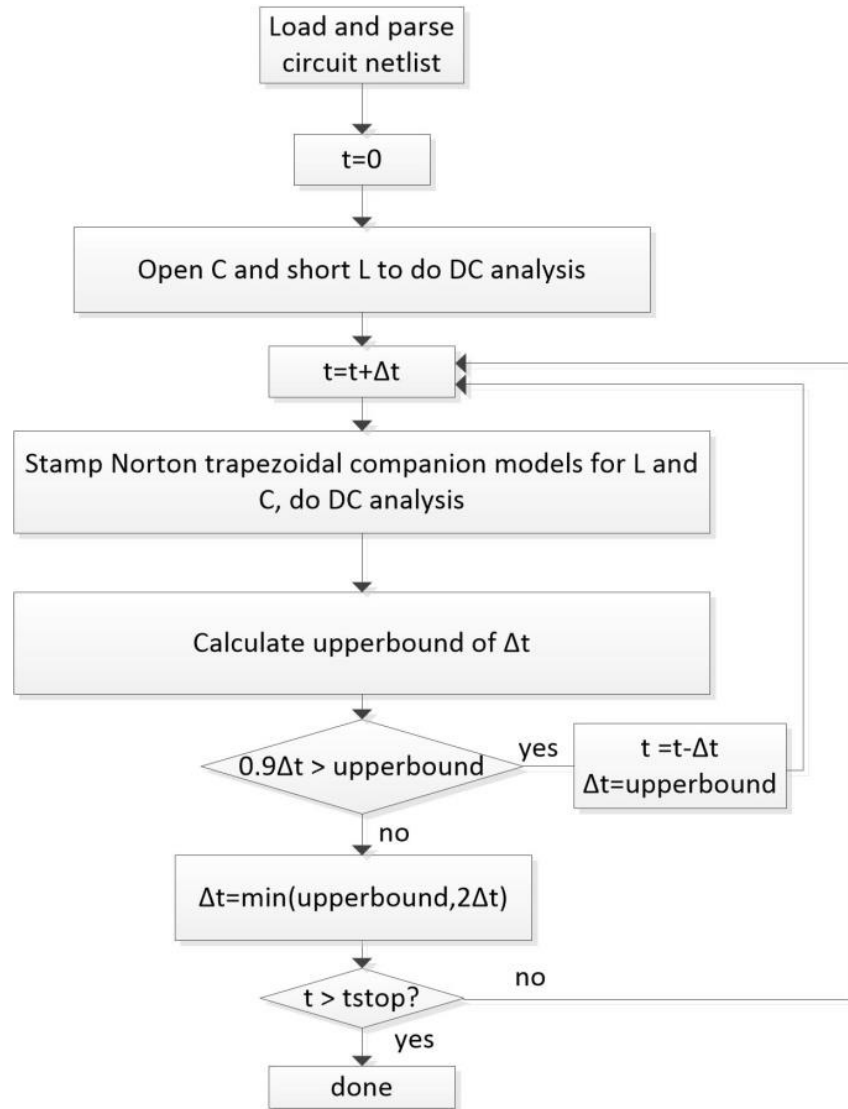 Load and parse
circuit netlist
t=0
Open C and short L to do DC analysis
t=t+Δt
Stamp Norton trapezoidal companion models for L and
C, do DC analysis
Calculate upperbound of Δt
0.9Δt > upperbound
yes
t =t-Δt
Δt=upperbound
no
Δt=min(upperbound,2Δt)
t > tstop?
no
yes
done